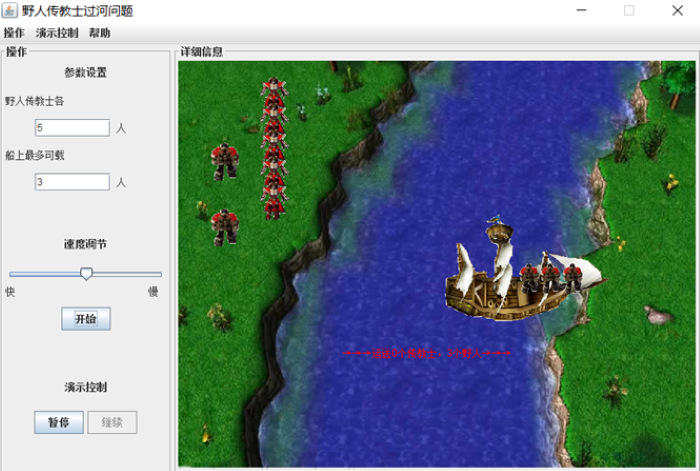 野人传教士过河问题
操作 演示控制 帮助
操作
参数设置
野人传教士各
5 人
船上最多可载
3 人
速度调节
快 慢
开始
演示控制
暂停 继续
详细信息